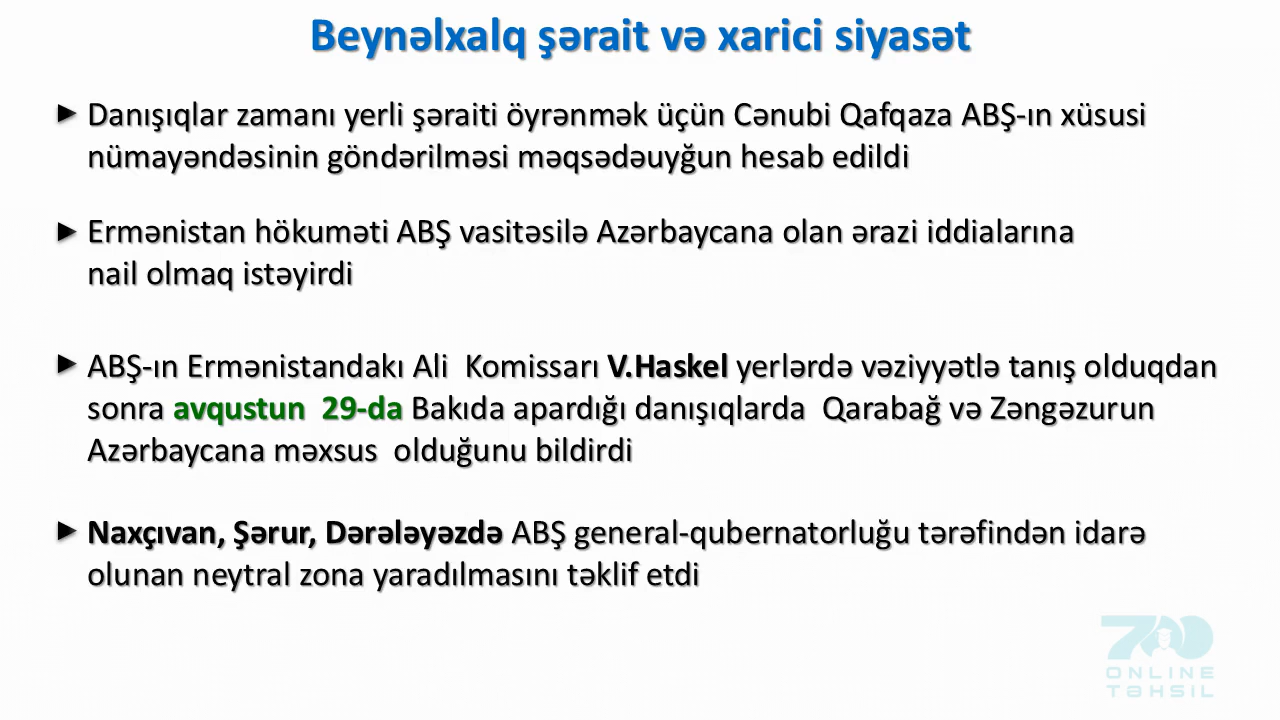 Beynəlxalq şərait və xarici siyasət
► Danışıqlar zamanı yerli şəraiti öyrənmək üçün Cənubi Qafqaza ABŞ-ın xüsusi
nümayəndəsinin göndərilməsi məqsədəuyğun hesab edildi
► Ermənistan hökuməti ABŞ vasitəsilə Azərbaycana olan ərazi iddialarına
nail olmaq istəyirdi
► ABŞ-ın Ermənistandakı Ali Komissarı V.Haskel yerlərdə vəziyyətlə tanış olduqdan
sonra avqustun 29-da Bakıda apardığı danışıqlarda Qarabağ və Zəngəzurun
Azərbaycana məxsus olduğunu bildirdi
► Naxçıvan, Şərur, Dərələyəzdə ABŞ general-qubernatorluğu tərəfindən idarə
olunan neytral zona yaradılmasını təklif etdi
700
ONLINE
TƏHSİL